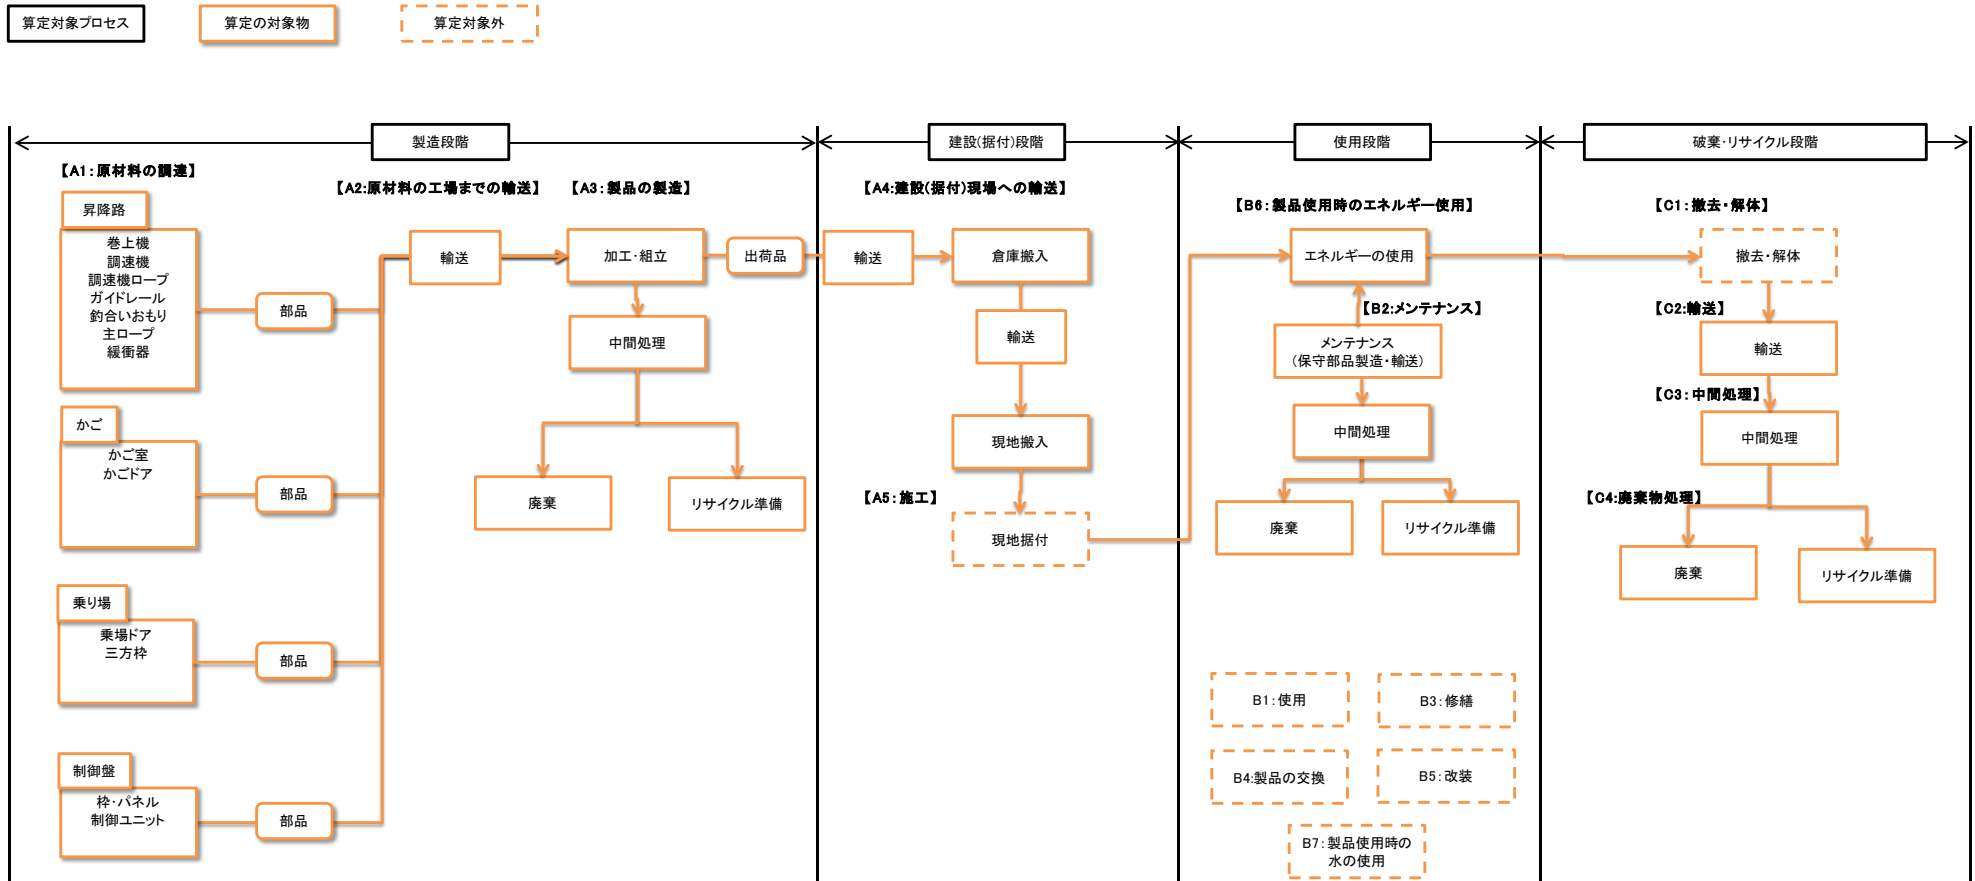 算定対象プロセス
算定の対象物
算定対象外
製造段階
建設(据付)段階
使用段階
破棄・リサイクル段階
【A1：原材料の調達】
【A2:原材料の工場までの輸送】
【A3：製品の製造】
【A4:建設(据付)現場への輸送】
【B6：製品使用時のエネルギー使用】
【C1：撤去・解体】
昇降路
巻上機
調速機
調速機ロープ
ガイドレール
釣合いおもり
主ロープ
緩衝器
部品
輸送
加工・組立
出荷品
中間処理
廃棄
リサイクル準備
かご
かご室
かごドア
部品
乗り場
乗場ドア
三方枠
部品
制御盤
枠・パネル
制御ユニット
部品
輸送
倉庫搬入
輸送
現地搬入
【A5：施工】
現地据付
エネルギーの使用
【B2:メンテナンス】
メンテナンス
(保守部品製造・輸送)
中間処理
廃棄
リサイクル準備
B1：使用
B3：修繕
B4:製品の交換
B5：改装
B7：製品使用時の
水の使用
撤去・解体
【C2:輸送】
輸送
【C3：中間処理】
中間処理
【C4:廃棄物処理】
廃棄
リサイクル準備